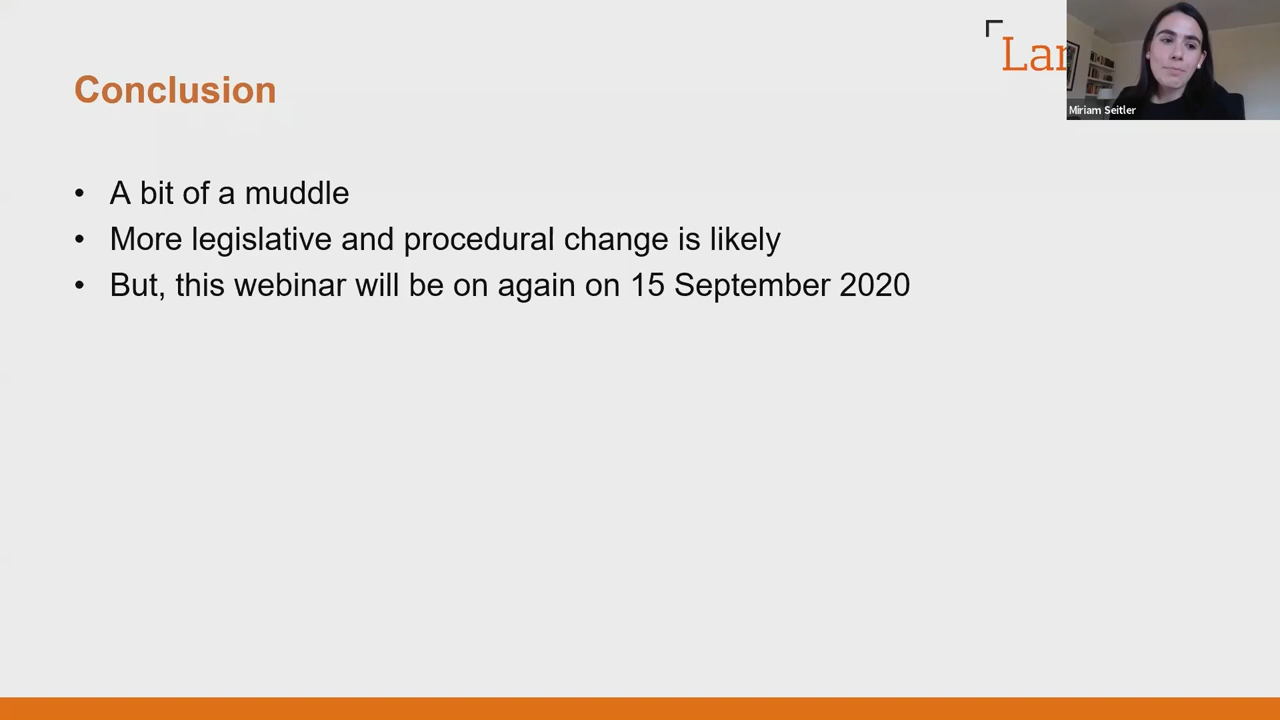 Lan
Miriam Seitler
Conclusion
• A bit of a muddle
• More legislative and procedural change is likely
• But, this webinar will be on again on 15 September 2020